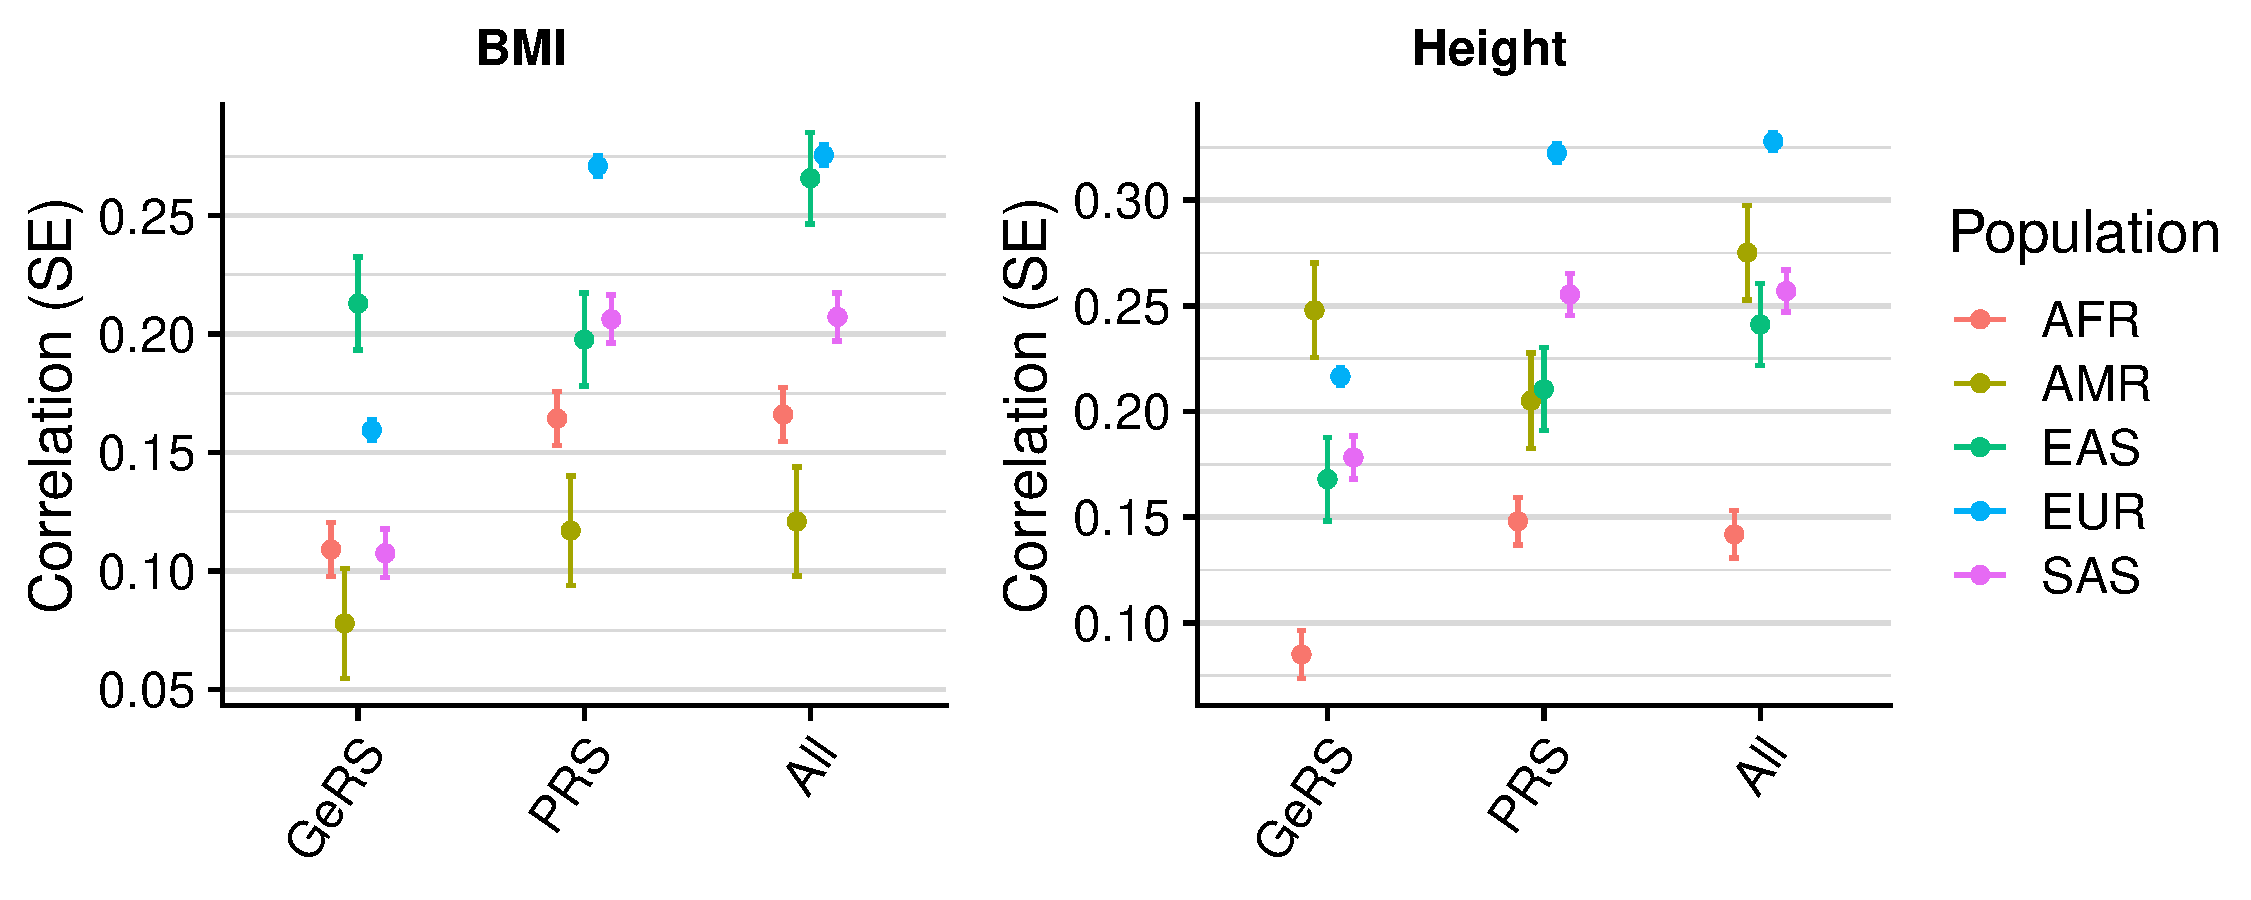 BMI
Correlation (SE)
0.25
0.20
0.15
0.10
0.05
GeRS
PRS
All
Height
Correlation (SE)
0.30
0.25
0.20
0.15
0.10
GeRS
PRS
All
Population
AFR
AMR
EAS
EUR
SAS